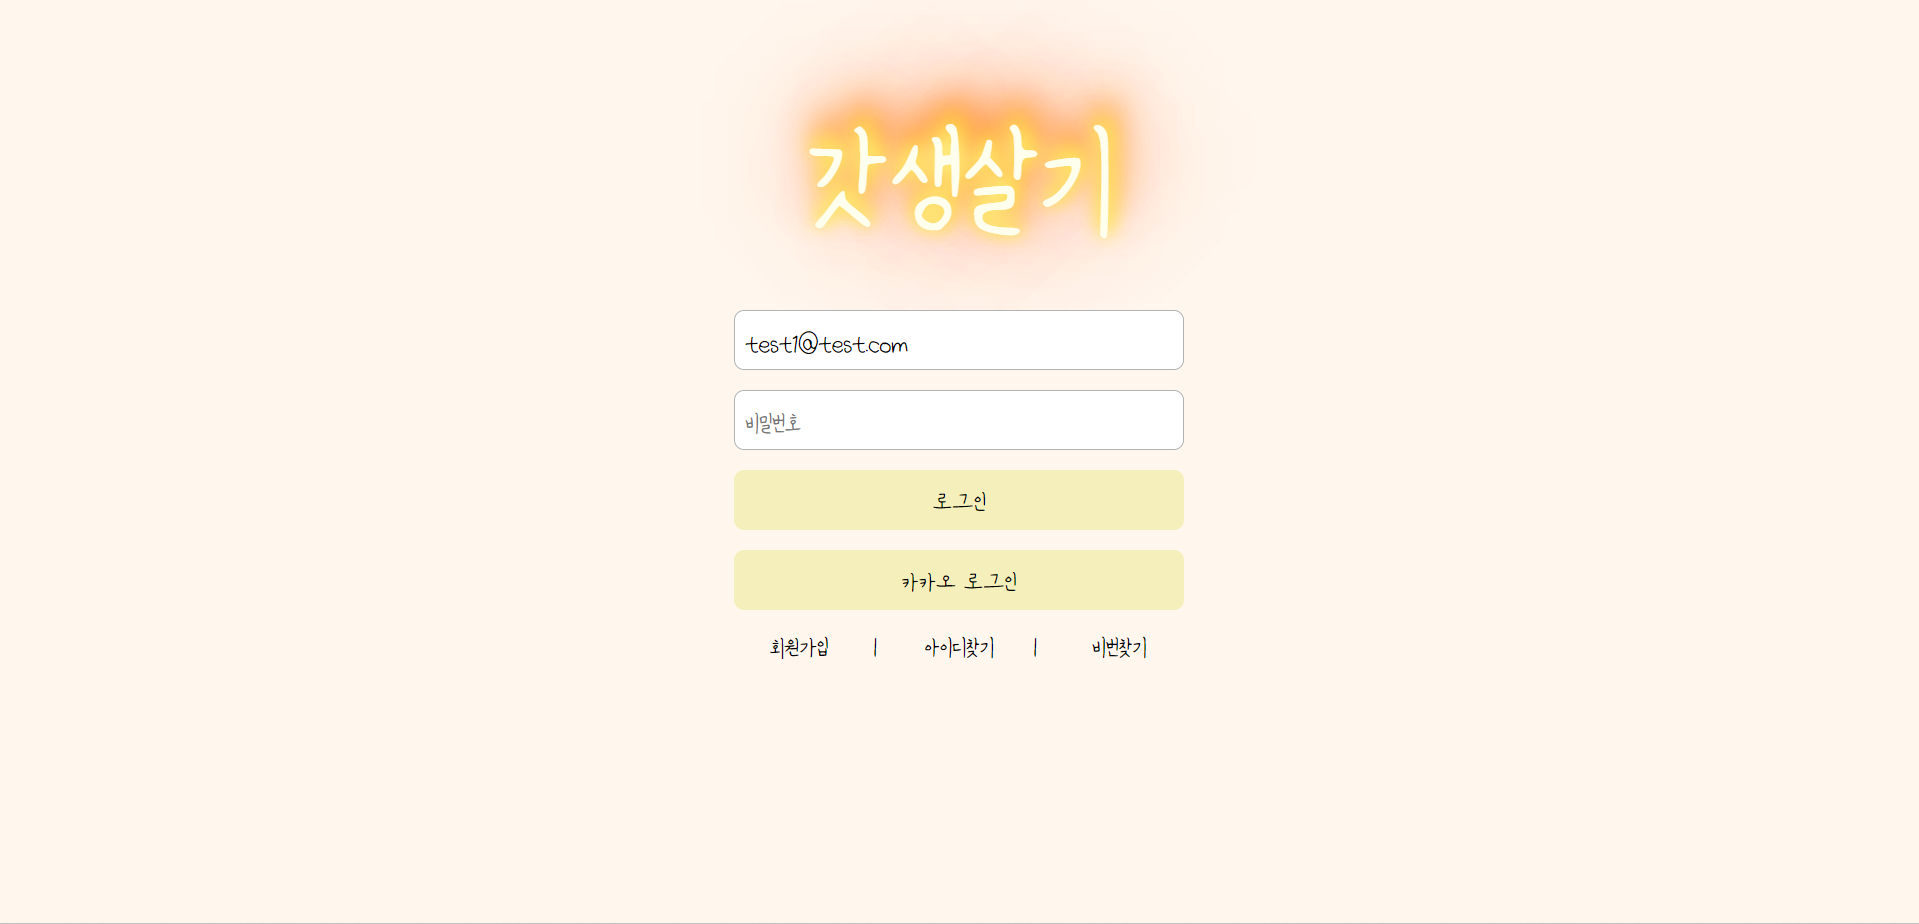 갓생살기
test1@test.com
비밀번호
로그인
카카오 로그인
회원가입 | 아이디찾기 | 비번찾기